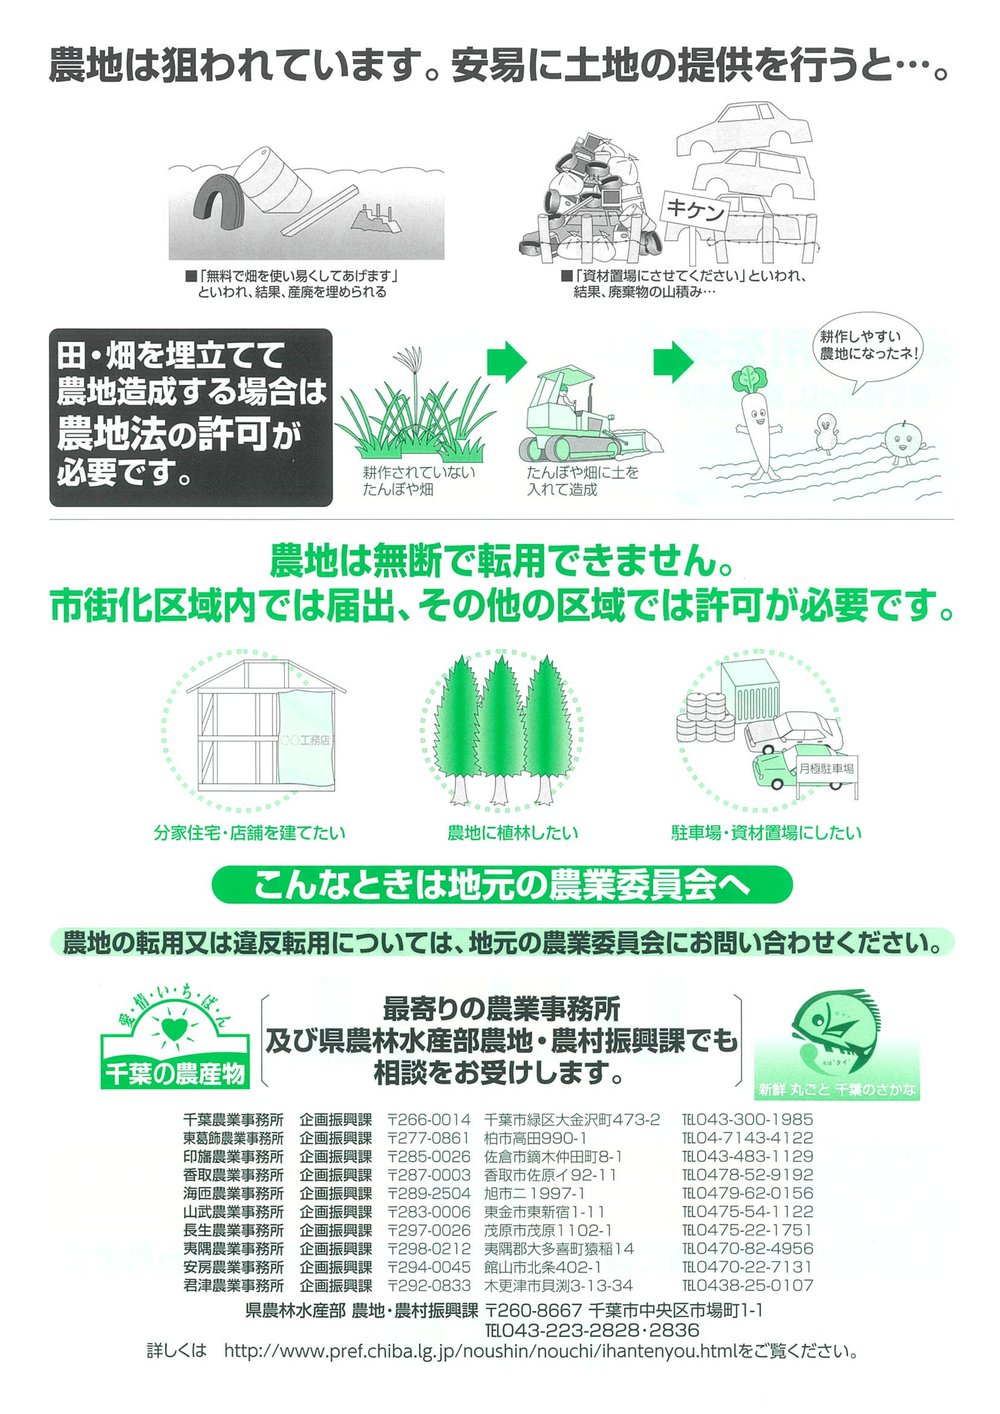 農地は狙われています。安易に土地の提供を行うと…。
キケン
■「無料で畑を使い易くしてあげます」
といわれ、結果、産廃を埋められる
■「資材置場にさせてください」といわれ、
結果、廃棄物の山積み…
田・畑を埋立てて
農地造成する場合は
農地法の許可が
必要です。
耕作されていない
たんぼや畑
たんぼや畑に土を
入れて造成
耕作しやすい
農地になったネ！
農地は無断で転用できません。
市街化区域内では届出、その他の区域では許可が必要です。
〇〇工務店
月極駐車場
分家住宅・店舗を建てたい
農地に植林したい
駐車場・資材置場にしたい
こんなときは地元の農業委員会へ
農地の転用又は違反転用については、地元の農業委員会にお問い合わせください。
愛・情・い・ち・ば・ん
千葉の農産物
最寄りの農業事務所
及び県農林水産部農地・農村振興課でも
相談をお受けします。
ちば"タイ"
新鮮 丸ごと 千葉のさかな
千葉農業事務所 企画振興課 〒266-0014 千葉市緑区大金沢町473-2 ℡043-300-1985
東葛飾農業事務所 企画振興課 〒277-0861 柏市高田990-1 ℡04-7143-4122
印旛農業事務所 企画振興課 〒285-0026 佐倉市鏑木仲田町8-1 ℡043-483-1129
香取農業事務所 企画振興課 〒287-0003 香取市佐原イ92-11 ℡0478-52-9192
海匝農業事務所 企画振興課 〒289-2504 旭市二1997-1 ℡0479-62-0156
山武農業事務所 企画振興課 〒283-0006 東金市東新宿1-11 ℡0475-54-1122
長生農業事務所 企画振興課 〒297-0026 茂原市茂原1102-1 ℡0475-22-1751
夷隅農業事務所 企画振興課 〒298-0212 夷隅郡大多喜町猿稲14 ℡0470-82-4956
安房農業事務所 企画振興課 〒294-0045 館山市北条402-1 ℡0470-22-7131
君津農業事務所 企画振興課 〒292-0833 木更津市貝渕3-13-34 ℡0438-25-0107
県農林水産部 農地・農村振興課 〒260-8667 千葉市中央区市場町1-1
℡043-223-2828・2836
詳しくは http://www.pref.chiba.lg.jp/noushin/nouchi/ihantenyou.htmlをご覧ください。